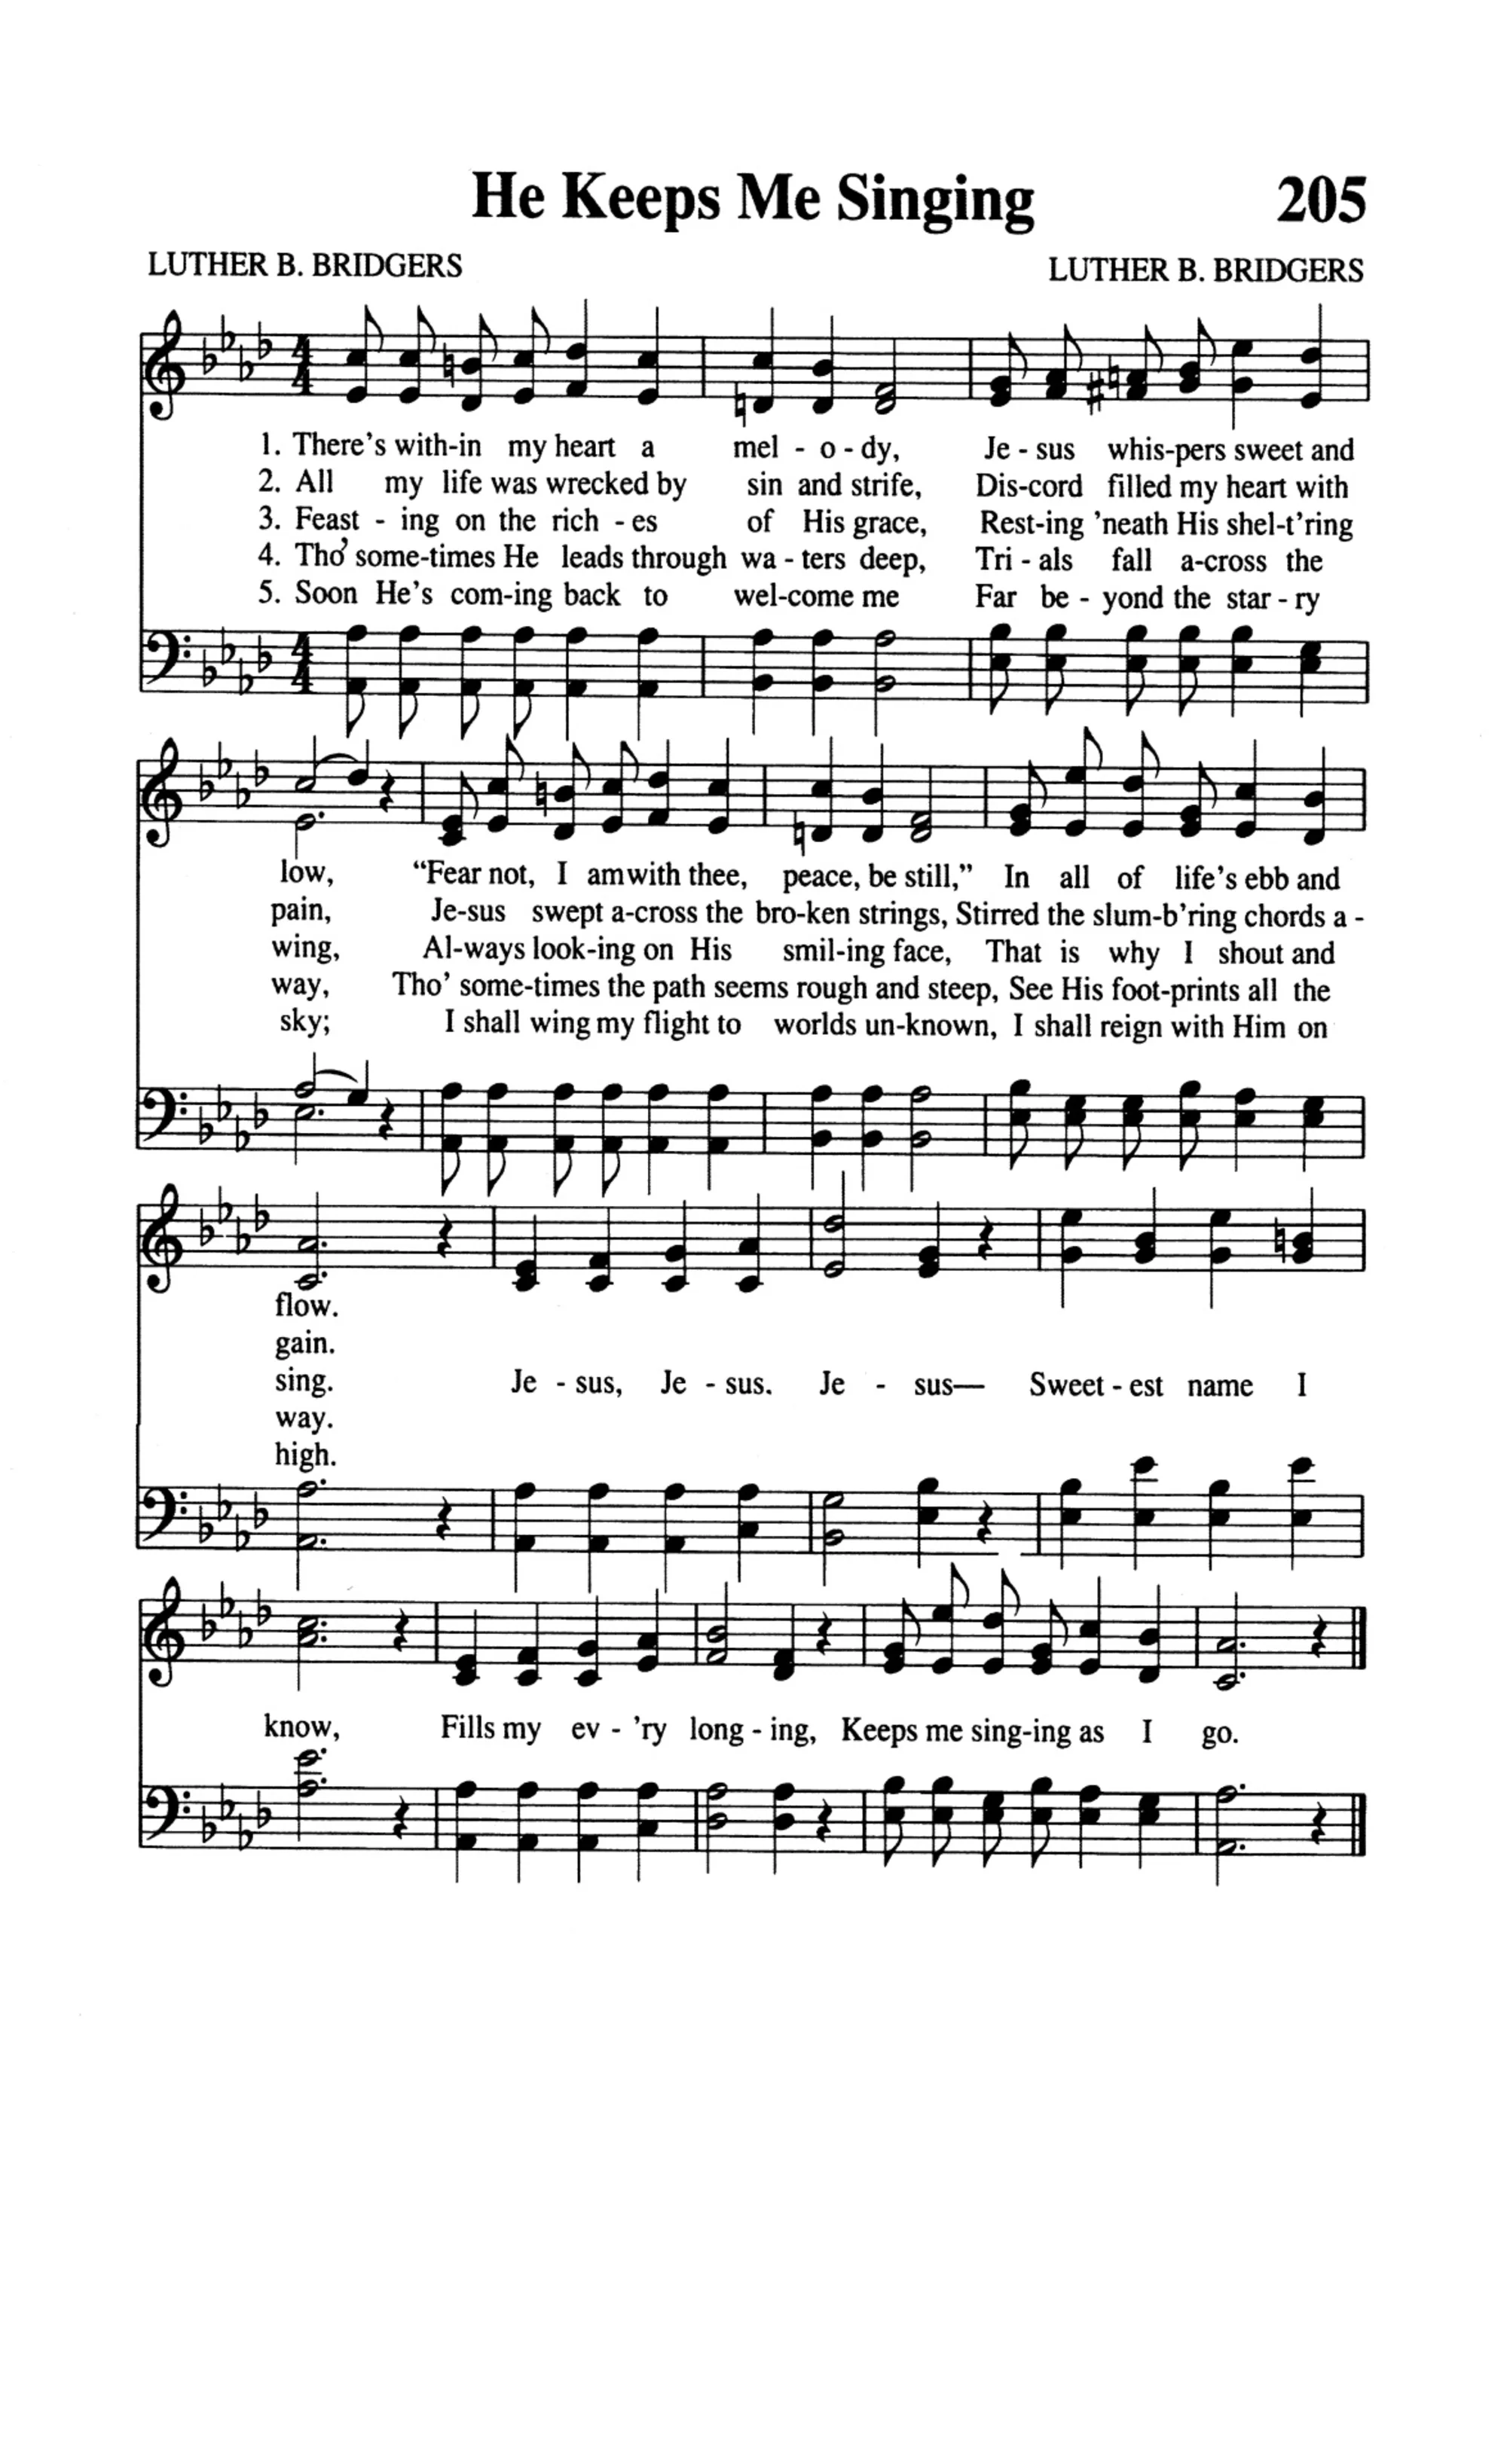 He Keeps Me Singing 205
LUTHER B. BRIDGERS LUTHER B. BRIDGERS
1. There's with-in my heart a mel - o - dy, Je - sus whis-pers sweet and
2. All my life was wrecked by sin and strife, Dis-cord filled my heart with
3. Feast - ing on the rich - es of His grace, Rest-ing 'neath His shel-t'ring
4. Tho' some-times He leads through wa - ters deep, Tri - als fall a-cross the
5. Soon He's com-ing back to wel-come me Far be - yond the star - ry
low, "Fear not, I amwith thee, peace, be still," In all of life's ebb and
pain, Je-sus swept a-cross the bro-ken strings, Stirred the slum-b'ring chords a -
wing, Al-ways look-ing on His smil-ing face, That is why I shout and
way, Tho' some-times the path seems rough and steep, See His foot-prints all the
sky; I shall wing my flight to worlds un-known, I shall reign with Him on
flow.
gain.
sing. Je - sus, Je - sus. Je - sus— Sweet - est name I
way.
high.
know, Fills my ev - 'ry long - ing, Keeps me sing-ing as I go.